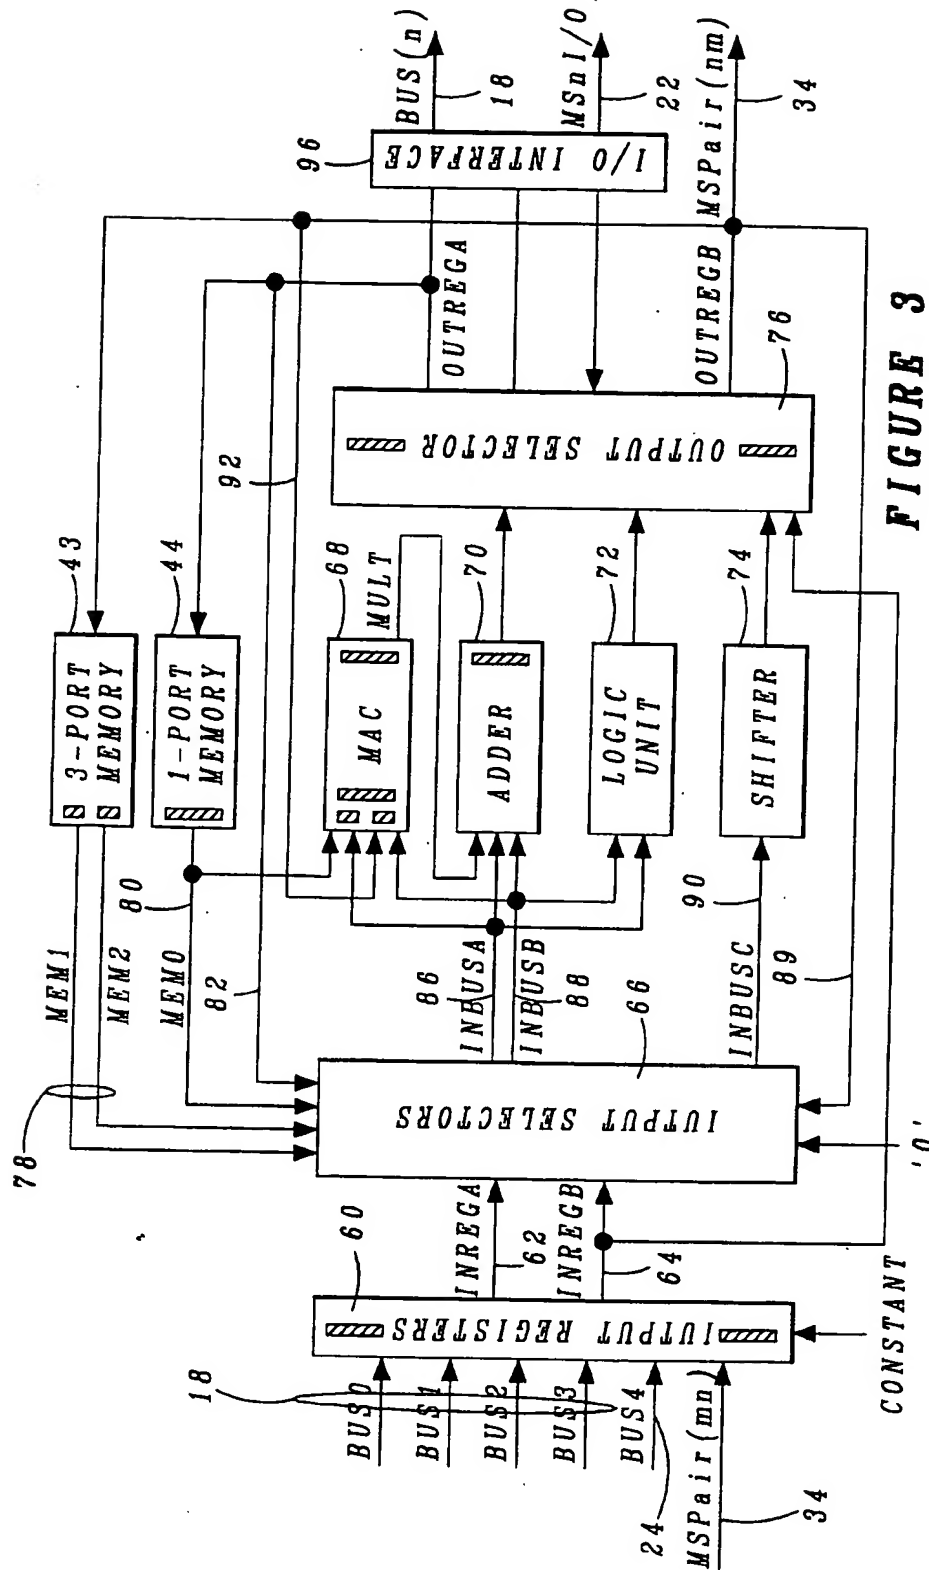 BUS0
BUS1
BUS2
BUS3
BUS4
MSPair(mn)
18
24
34
IUTPUT REGISTERS
60
CONSTANT
INREGA
62
INREGB
64
IUTPUT SELECTORS
66
'0'
78
MEM1
MEM2
MEM0
80
82
INBUSA
86
INBUSB
88
INBUSC
90
89
3-PORT
MEMORY
43
1-PORT
MEMORY
44
MAC
68
MULT
ADDER
70
LOGIC
UNIT
72
SHIFTER
74
92
OUTPUT SELECTOR
76
OUTREGA
OUTREGB
I/O INTERFACE
96
BUS(n)
18
MSnI/O
22
MSPair(nm)
34
FIGURE 3